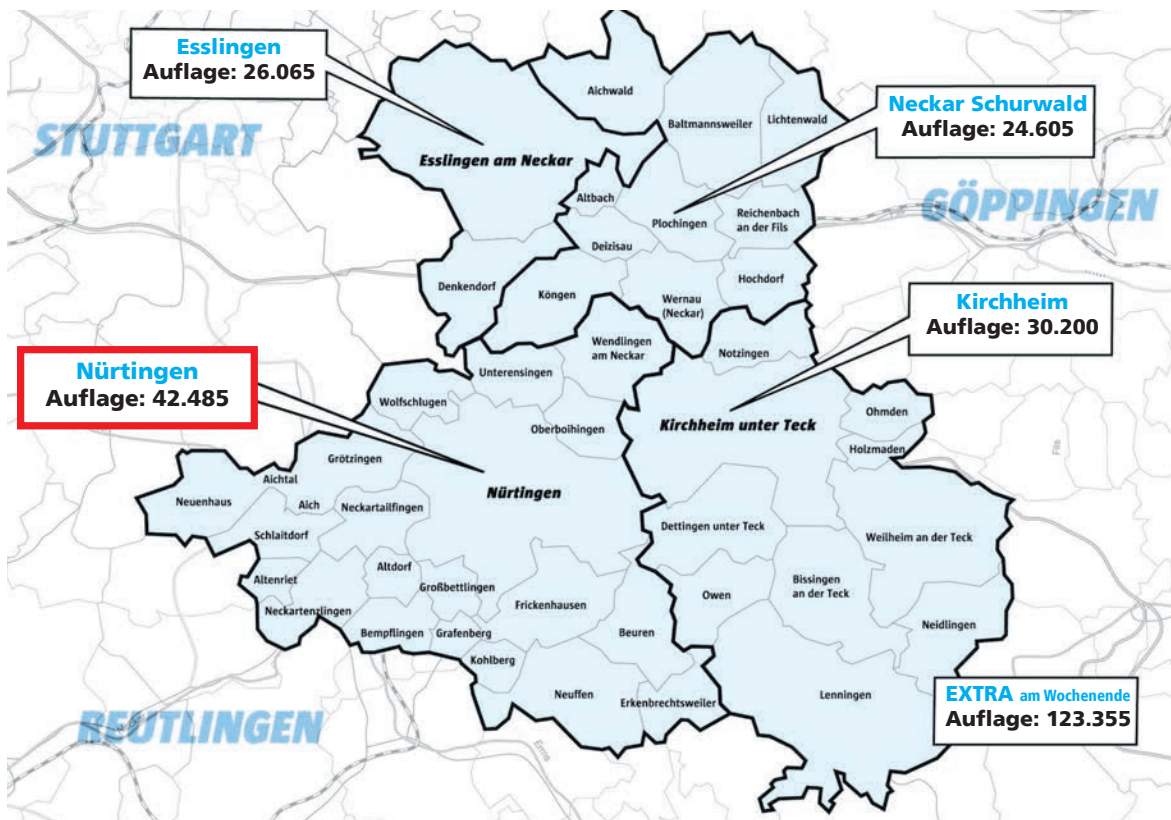 Esslingen
Auflage: 26.065
Aichwald
Neckar Schurwald
Auflage: 24.605
Baltmannsweiler
Lichtenwald
STUTTGART
Esslingen am Neckar
Altbach
Plochingen
Reichenbach
an der Fils
GÖPPINGEN
Deizisau
Denkendorf
Köngen
Wernau
(Neckar)
Hochdorf
Kirchheim
Auflage: 30.200
Wendlingen
am Neckar
Notzingen
Nürtingen
Auflage: 42.485
Unterensingen
Wolfschlugen
Oberboihingen
Kirchheim unter Teck
Ohmden
Holzmaden
Fils
Grötzingen
Aichtal
Neuenhaus
Aich
Neckartailfingen
Nürtingen
Schlaitdorf
Dettingen unter Teck
Weilheim an der Teck
Altdorf
Altenriet
Großbettlingen
Bissingen
an der Teck
Owen
Neckartenzlingen
Frickenhausen
Bempflingen
Grafenberg
Beuren
Neidlingen
Kohlberg
Neuffen
Erkenbrechtsweiler
Lenningen
EXTRA am Wochenende
Auflage: 123.355
REUTLINGEN
Erms